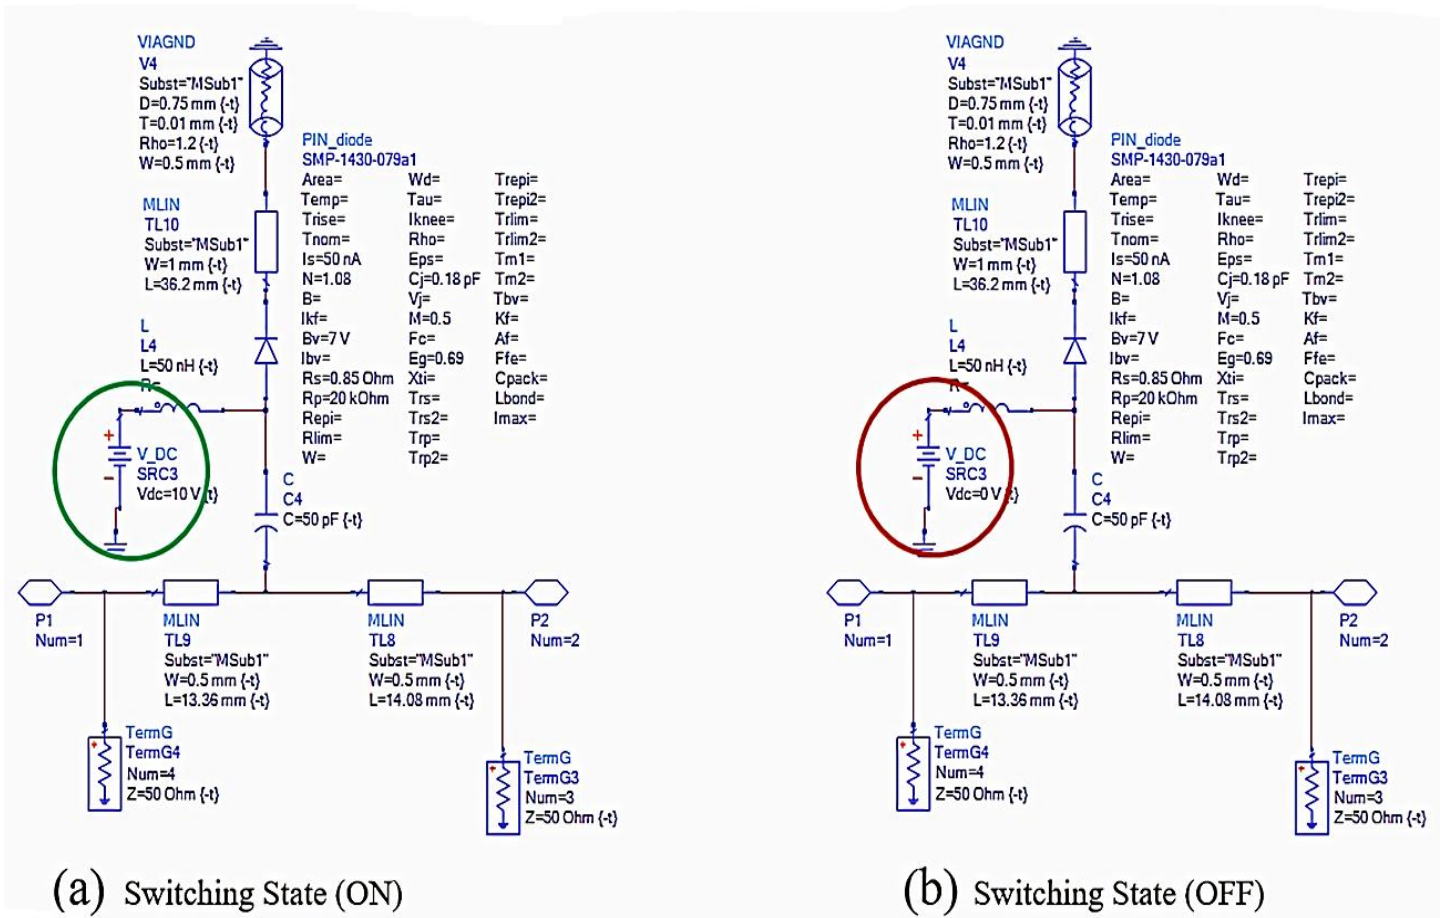 VIAGND
V4
Subst="MSub1"
D=0.75 mm {-t}
T=0.01 mm {-t}
Rho=1.2 {-t}
W=0.5 mm {-t}
MLIN
TL10
Subst="MSub1"
W=1 mm {-t}
L=36.2 mm {-t}
L
L4
L=50 nH {-t}
R=
V_DC
SRC3
Vdc=10 V {-t}
PIN_diode
SMP-1430-079a1
Area= Wd= Trepi=
Temp= Tau= Trepi2=
Trise= Iknee= Trlim=
Tnom= Rho= Trlim2=
Is=50 nA Eps= Tm1=
N=1.08 Cj=0.18 pF Tm2=
B= Vj= Tbv=
Ikf= M=0.5 Kf=
Bv=7 V Fc= Af=
Ibv= Eg=0.69 Ffe=
Rs=0.85 Ohm Xti= Cpack=
Rp=20 kOhm Trs= Lbond=
Repi= Trs2= Imax=
Rlim= Trp=
W= Trp2=
C
C4
C=50 pF {-t}
P1
Num=1
MLIN
TL9
Subst="MSub1"
W=0.5 mm {-t}
L=13.36 mm {-t}
MLIN
TL8
Subst="MSub1"
W=0.5 mm {-t}
L=14.08 mm {-t}
P2
Num=2
TermG
TermG4
Num=4
Z=50 Ohm {-t}
TermG
TermG3
Num=3
Z=50 Ohm {-t}
(a) Switching State (ON)
VIAGND
V4
Subst="MSub1"
D=0.75 mm {-t}
T=0.01 mm {-t}
Rho=1.2 {-t}
W=0.5 mm {-t}
MLIN
TL10
Subst="MSub1"
W=1 mm {-t}
L=36.2 mm {-t}
L
L4
L=50 nH {-t}
R=
V_DC
SRC3
Vdc=0 V {-t}
PIN_diode
SMP-1430-079a1
Area= Wd= Trepi=
Temp= Tau= Trepi2=
Trise= Iknee= Trlim=
Tnom= Rho= Trlim2=
Is=50 nA Eps= Tm1=
N=1.08 Cj=0.18 pF Tm2=
B= Vj= Tbv=
Ikf= M=0.5 Kf=
Bv=7 V Fc= Af=
Ibv= Eg=0.69 Ffe=
Rs=0.85 Ohm Xti= Cpack=
Rp=20 kOhm Trs= Lbond=
Repi= Trs2= Imax=
Rlim= Trp=
W= Trp2=
C
C4
C=50 pF {-t}
P1
Num=1
MLIN
TL9
Subst="MSub1"
W=0.5 mm {-t}
L=13.36 mm {-t}
MLIN
TL8
Subst="MSub1"
W=0.5 mm {-t}
L=14.08 mm {-t}
P2
Num=2
TermG
TermG4
Num=4
Z=50 Ohm {-t}
TermG
TermG3
Num=3
Z=50 Ohm {-t}
(b) Switching State (OFF)